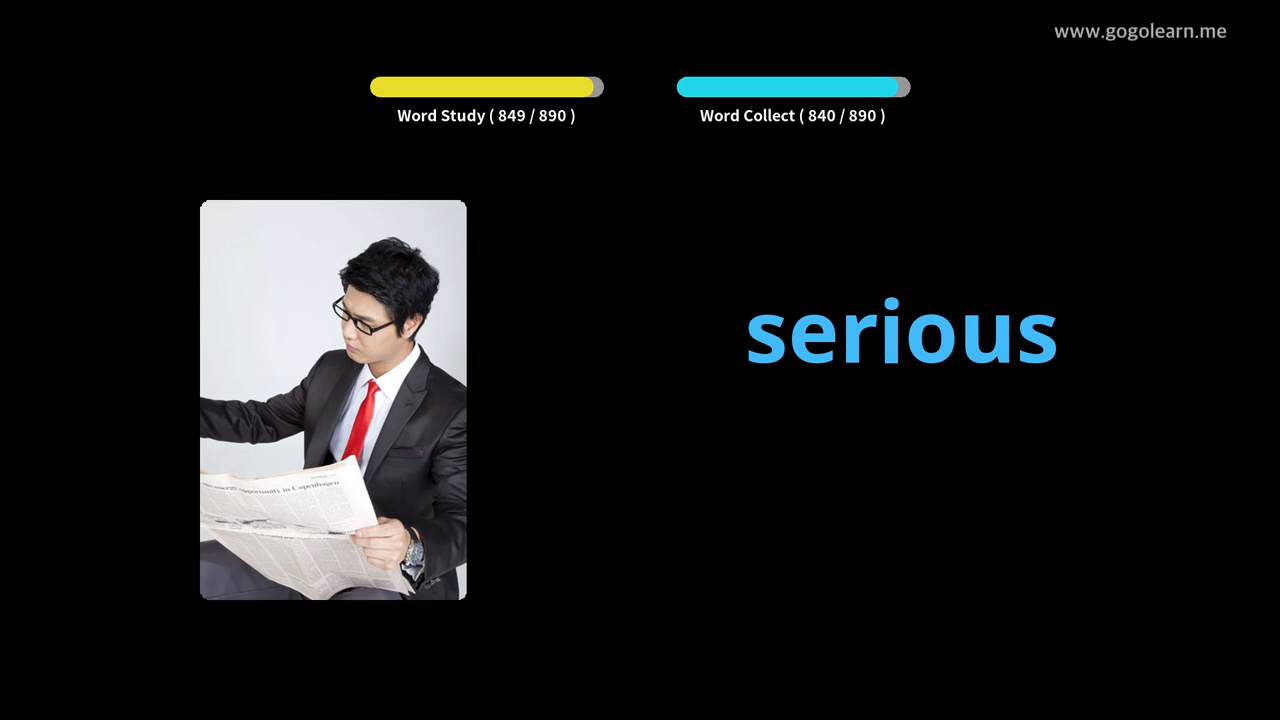 www.gogolearn.me
Word Study ( 849 / 890 )
Word Collect ( 840 / 890 )
serious
opportunity in Copenhagen